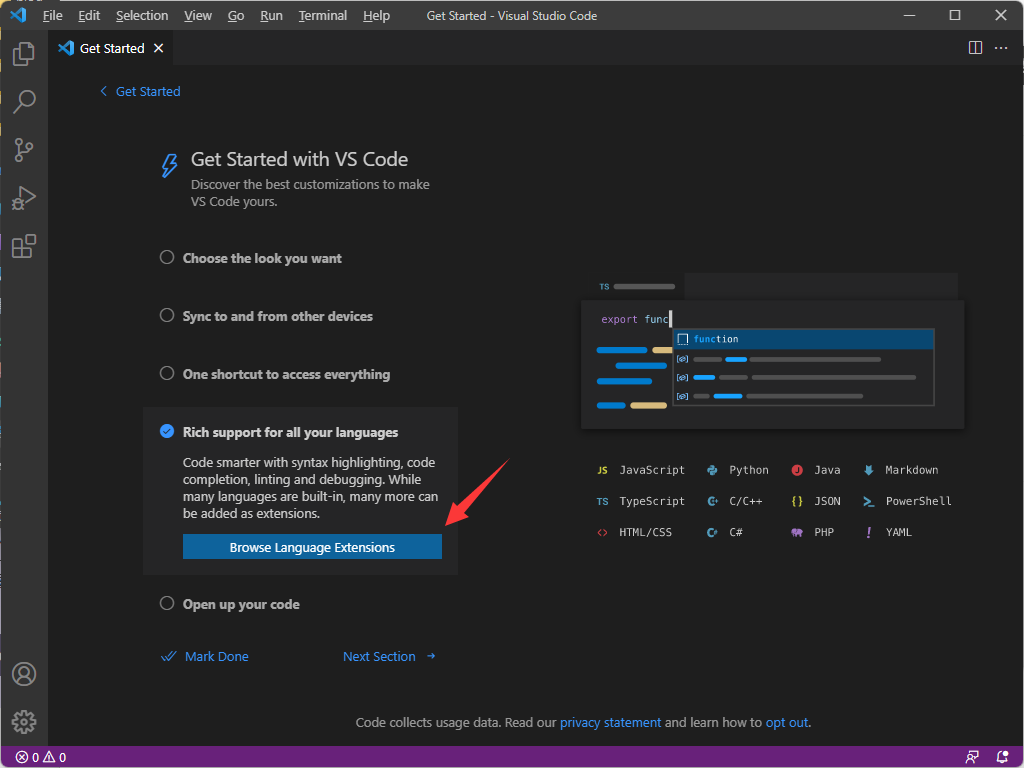 File Edit Selection View Go Run Terminal Help Get Started - Visual Studio Code
Get Started
Get Started
Get Started with VS Code
Discover the best customizations to make
VS Code yours.
Choose the look you want
Sync to and from other devices
One shortcut to access everything
Rich support for all your languages
Code smarter with syntax highlighting, code
completion, linting and debugging. While
many languages are built-in, many more can
be added as extensions.
Browse Language Extensions
Open up your code
Mark Done Next Section
TS
export func
function
JS JavaScript Python J Java Markdown
TS TypeScript C/C++ {} JSON PowerShell
<> HTML/CSS C# PHP ! YAML
Code collects usage data. Read our privacy statement and learn how to opt out.
0 0